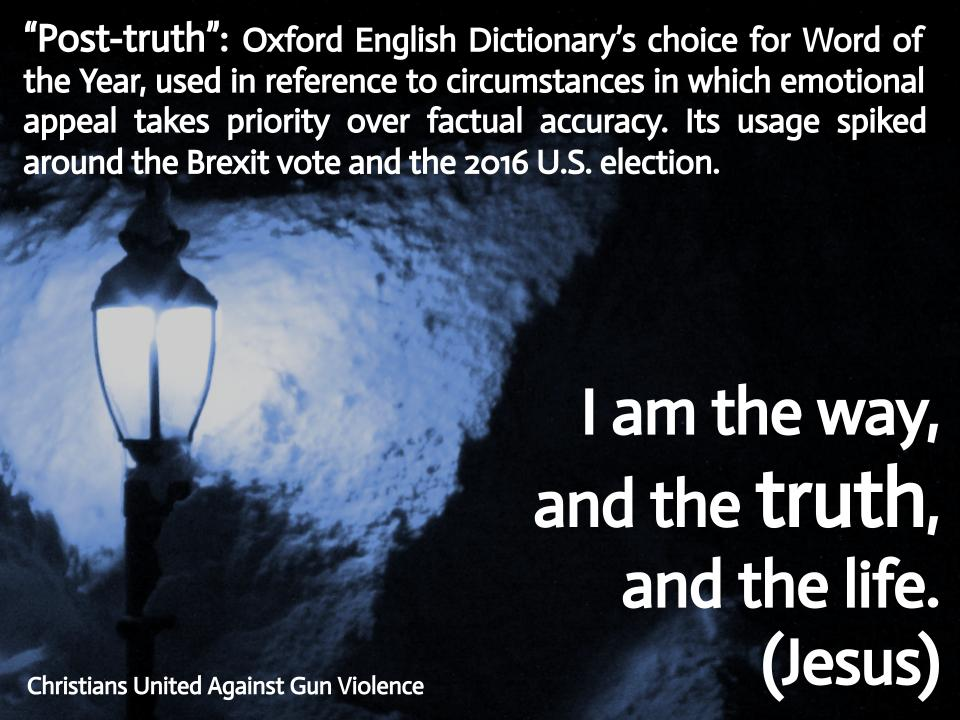 “Post-truth”: Oxford English Dictionary’s choice for Word of
the Year, used in reference to circumstances in which emotional
appeal takes priority over factual accuracy. Its usage spiked
around the Brexit vote and the 2016 U.S. election.
I am the way,
and the truth,
and the life.
(Jesus)
Christians United Against Gun Violence